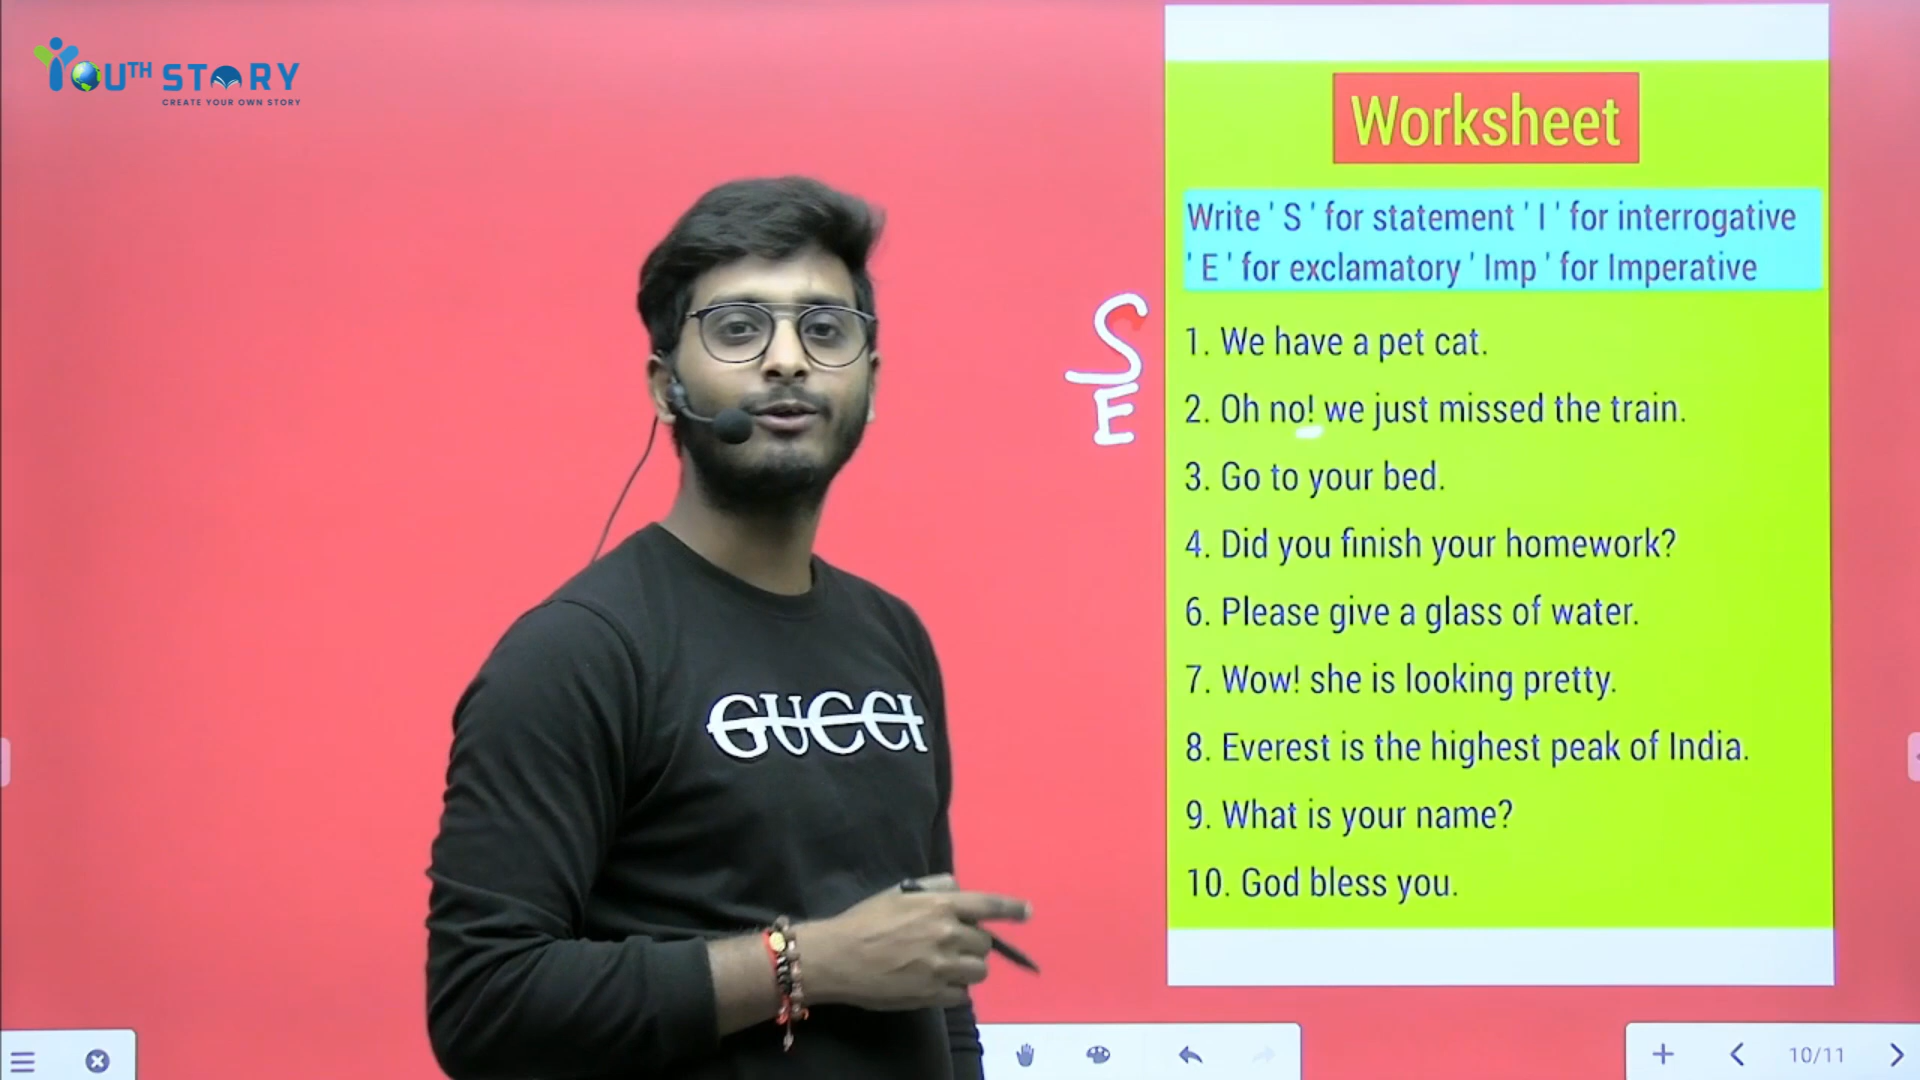 YOUTH STORY
CREATE YOUR OWN STORY
Worksheet
Write ' S ' for statement ' I ' for interrogative
' E ' for exclamatory ' Imp ' for Imperative
S
1. We have a pet cat.
E
2. Oh no! we just missed the train.
3. Go to your bed.
4. Did you finish your homework?
6. Please give a glass of water.
7. Wow! she is looking pretty.
8. Everest is the highest peak of India.
9. What is your name?
10. God bless you.
GUCCI
10/11